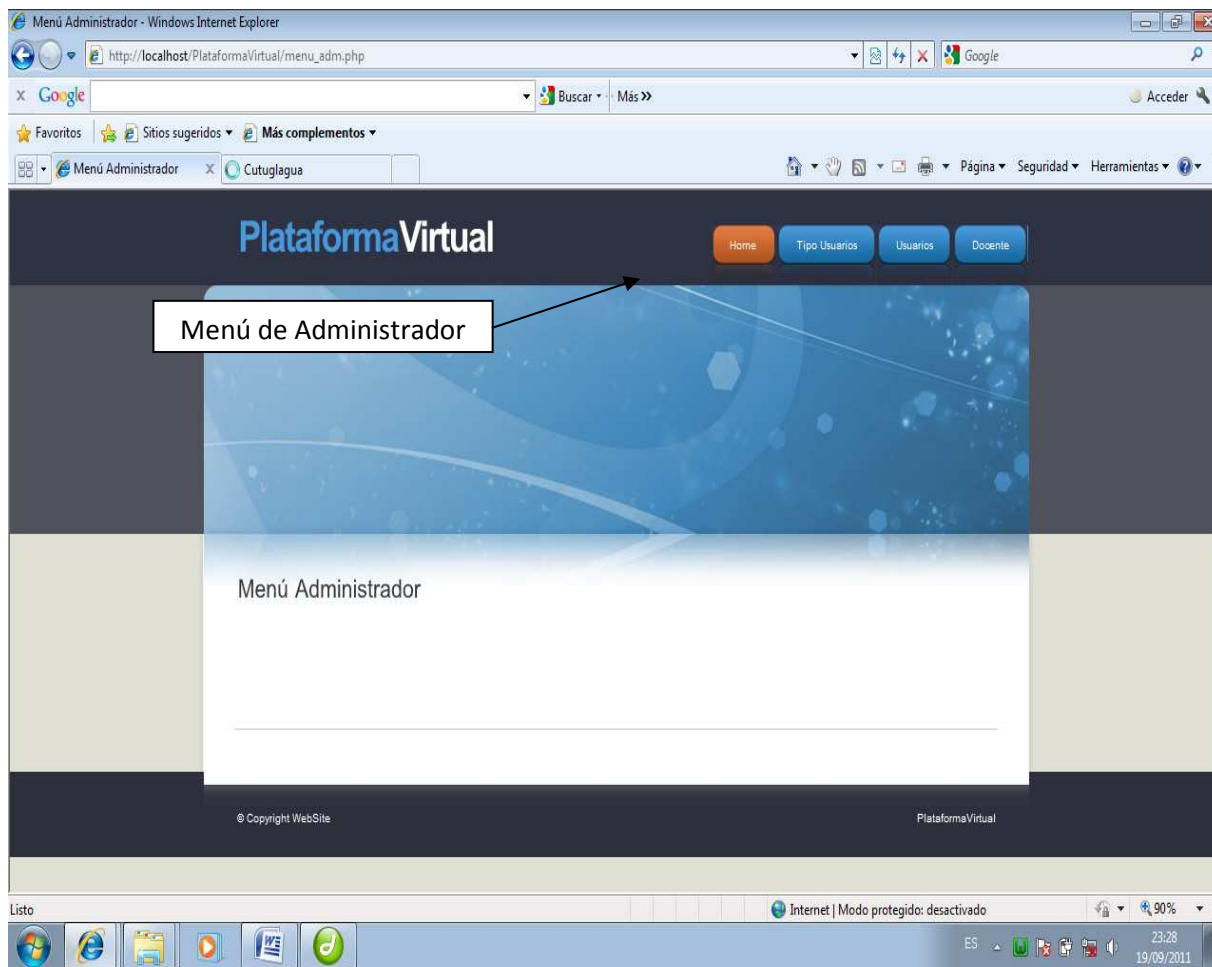 Menú Administrador - Windows Internet Explorer
http://localhost/PlataformaVirtual/menu_adm.php
Google
x Google
Buscar
Más »
Acceder
Favoritos
Sitios sugeridos
Más complementos
Menú Administrador x
Cutuglagua
Página
Seguridad
Herramientas
PlataformaVirtual
Home
Tipo Usuarios
Usuarios
Docente
Menú de Administrador
Menú Administrador
© Copyright WebSite
PlataformaVirtual
Listo
Internet | Modo protegido: desactivado
90%
ES
23:28
19/09/2011